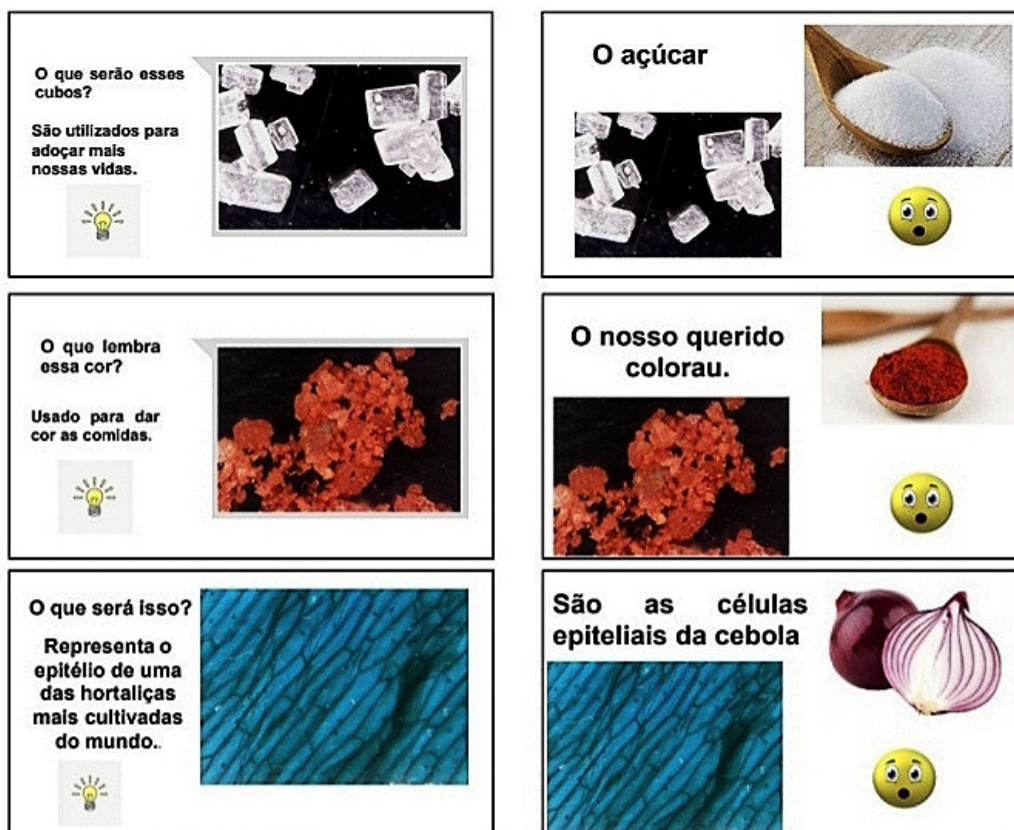 O que serão esses
cubos?
São utilizados para
adoçar mais
nossas vidas.
O açúcar
O que lembra
essa cor?
Usado para dar
cor as comidas.
O nosso querido
colorau.
O que será isso?
Representa o
epitélio de uma
das hortaliças
mais cultivadas
do mundo..
São as células
epiteliais da cebola